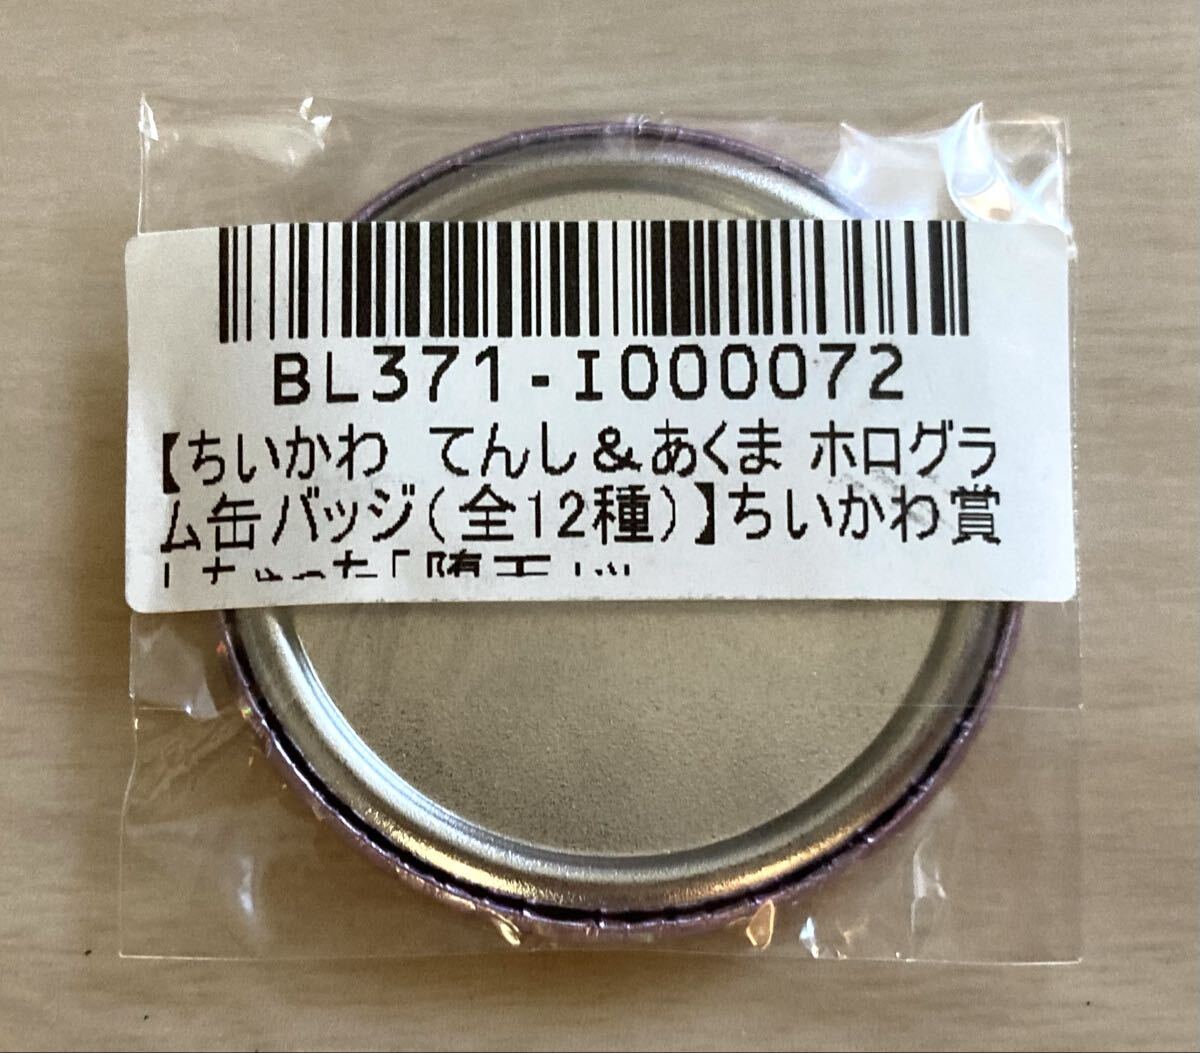 BL371-I000072
【ちいかわ てんし＆あくま ホログラ
ム缶バッジ(全12種)】ちいかわ賞